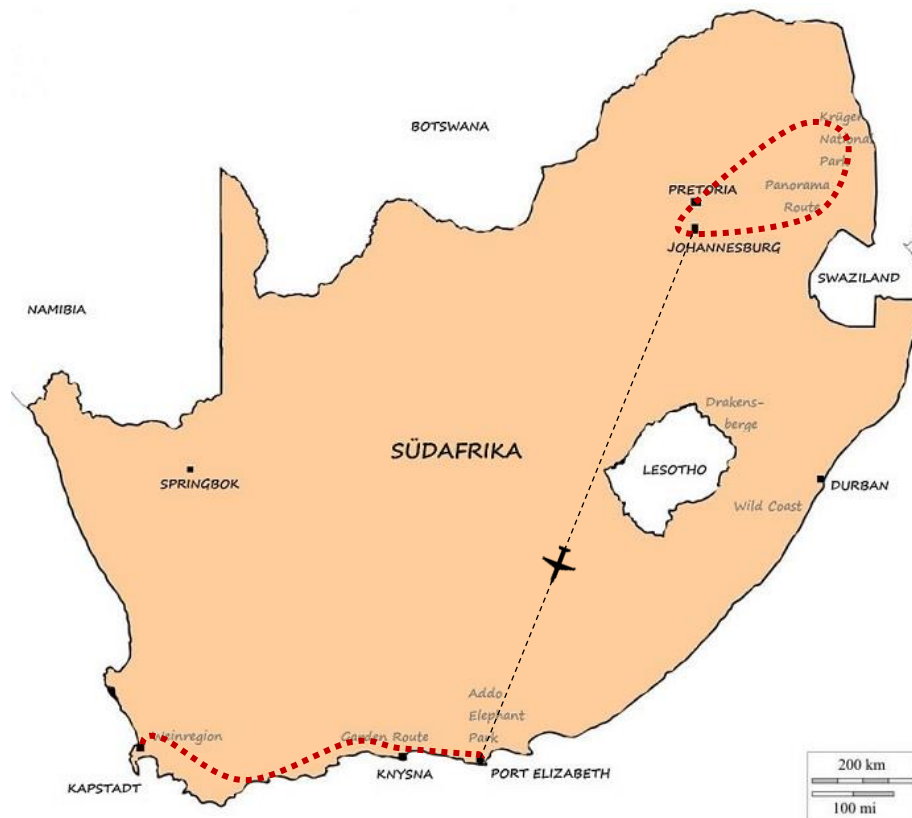 BOTSWANA
Krüger
National
Park
PRETORIA
Panorama
Route
JOHANNESBURG
SWAZILAND
NAMIBIA
Drakens-
berge
SÜDAFRIKA
LESOTHO
SPRINGBOK
DURBAN
Wild Coast
Addo
Elephant
Park
Weinregion
Garden Route
KAPSTADT
KNYSNA
PORT ELIZABETH
200 km
100 mi